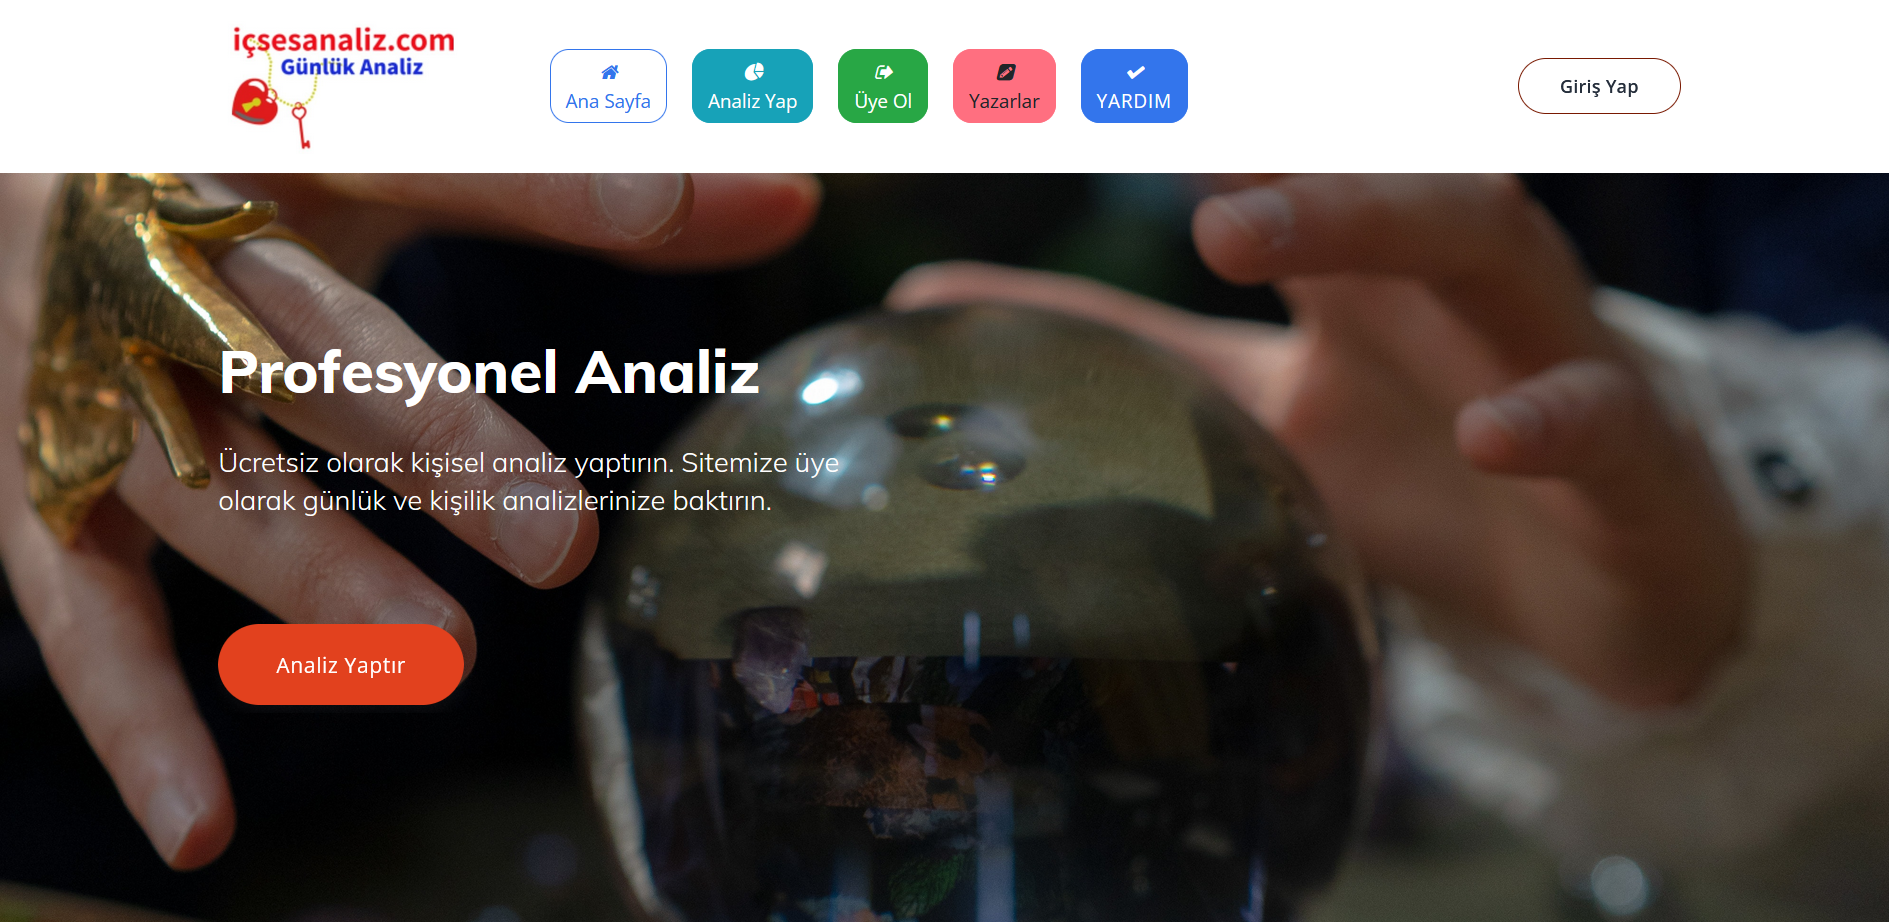 içsesanaliz.com
Günlük Analiz
Ana Sayfa
Analiz Yap
Üye Ol
Yazarlar
YARDIM
Giriş Yap
Profesyonel Analiz
Ücretsiz olarak kişisel analiz yaptırın. Sitemize üye
olarak günlük ve kişilik analizlerinize baktırın.
Analiz Yaptır